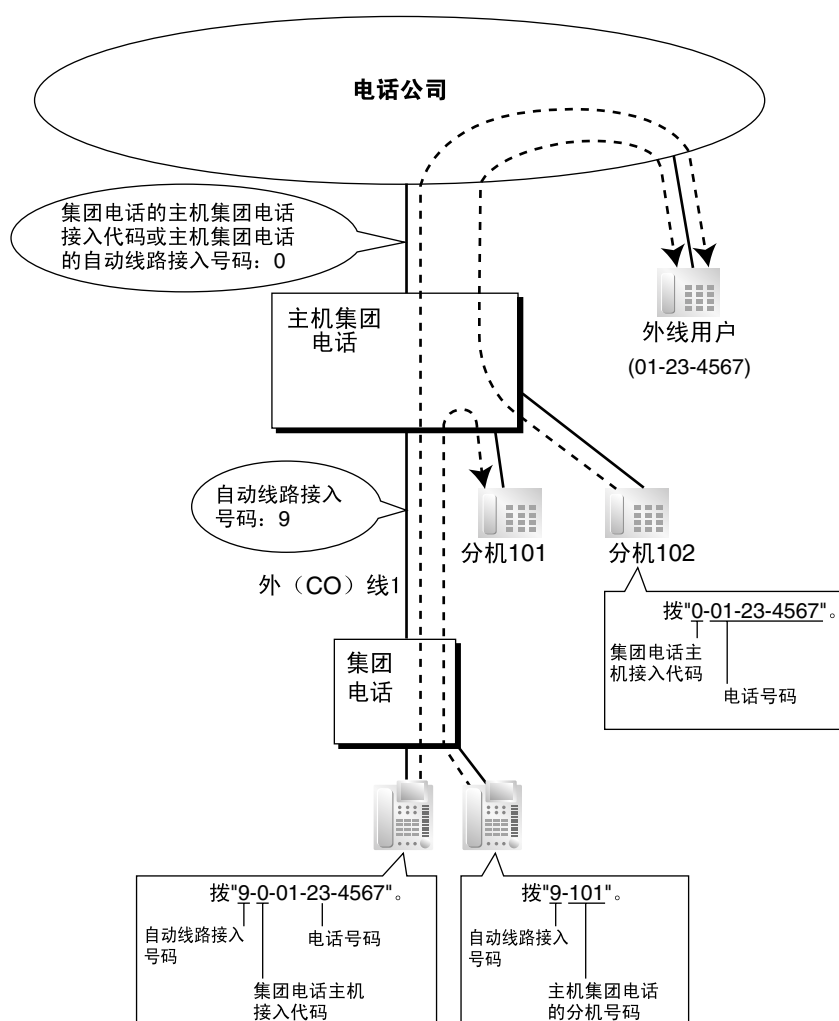 电话公司
集团电话的主机集团电话
接入代码或主机集团电话
的自动线路接入号码：0
主机集团
电话
外线用户
(01-23-4567)
自动线路接入
号码：9
分机101
分机102
外（CO）线1
拨"0-01-23-4567"。
集团电话主
机接入代码
电话号码
集团
电话
拨"9-0-01-23-4567"。
自动线路接入
号码
电话号码
集团电话主机
接入代码
拨"9-101"。
自动线路接入
号码
主机集团电话
的分机号码